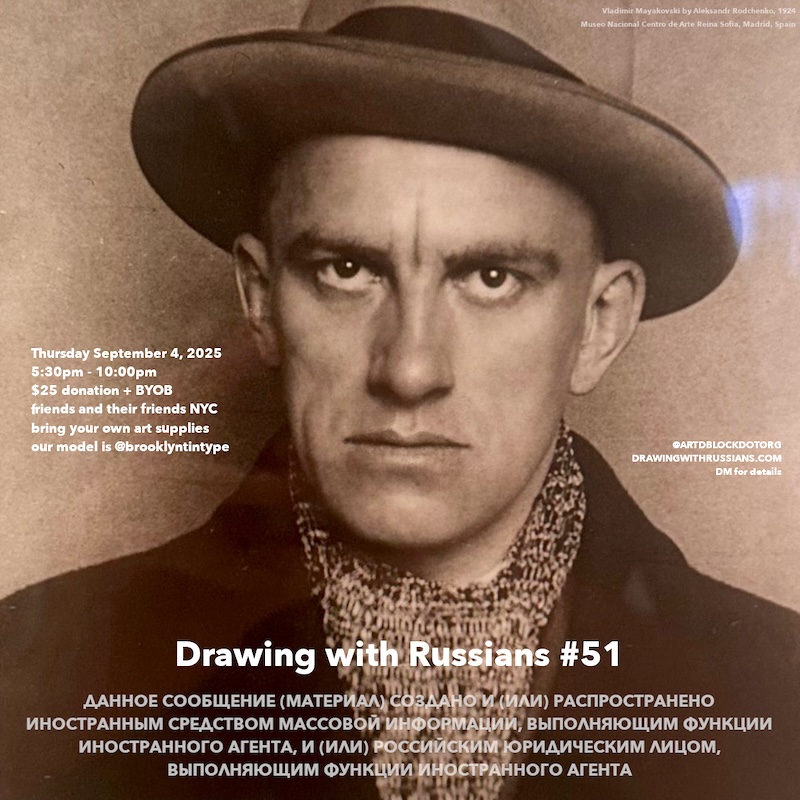 Vladimir Mayakovski by Aleksandr Rodchenko, 1924
Museo Nacional Centro de Arte Reina Sofia, Madrid, Spain
Thursday September 4, 2025
5:30pm - 10:00pm
$25 donation + BYOB
friends and their friends NYC
bring your own art supplies
our model is @brooklyntintype
@ARTDBLOCKDOTORG
DRAWINGWITHRUSSIANS.COM
DM for details
Drawing with Russians #51
ДАННОЕ СООБЩЕНИЕ (МАТЕРИАЛ) СОЗДАНО И (ИЛИ) РАСПРОСТРАНЕНО
ИНОСТРАННЫМ СРЕДСТВОМ МАССОВОЙ ИНФОРМАЦИИ, ВЫПОЛНЯЮЩИМ ФУНКЦИИ
ИНОСТРАННОГО АГЕНТА, И (ИЛИ) РОССИЙСКИМ ЮРИДИЧЕСКИМ ЛИЦОМ,
ВЫПОЛНЯЮЩИМ ФУНКЦИИ ИНОСТРАННОГО АГЕНТА